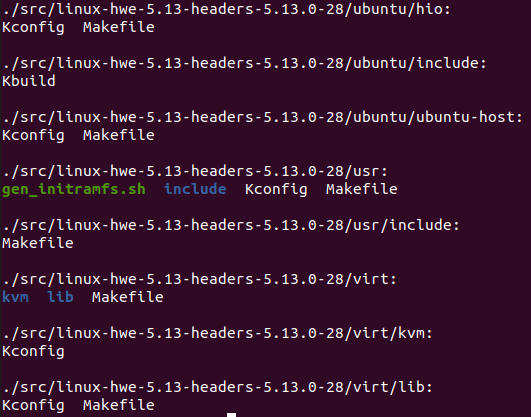 ./src/linux-hwe-5.13-headers-5.13.0-28/ubuntu/hio:
Kconfig  Makefile

./src/linux-hwe-5.13-headers-5.13.0-28/ubuntu/include:
Kbuild

./src/linux-hwe-5.13-headers-5.13.0-28/ubuntu/ubuntu-host:
Kconfig  Makefile

./src/linux-hwe-5.13-headers-5.13.0-28/usr:
gen_initramfs.sh  include  Kconfig  Makefile

./src/linux-hwe-5.13-headers-5.13.0-28/usr/include:
Makefile

./src/linux-hwe-5.13-headers-5.13.0-28/virt:
kvm  lib  Makefile

./src/linux-hwe-5.13-headers-5.13.0-28/virt/kvm:
Kconfig

./src/linux-hwe-5.13-headers-5.13.0-28/virt/lib:
Kconfig  Makefile